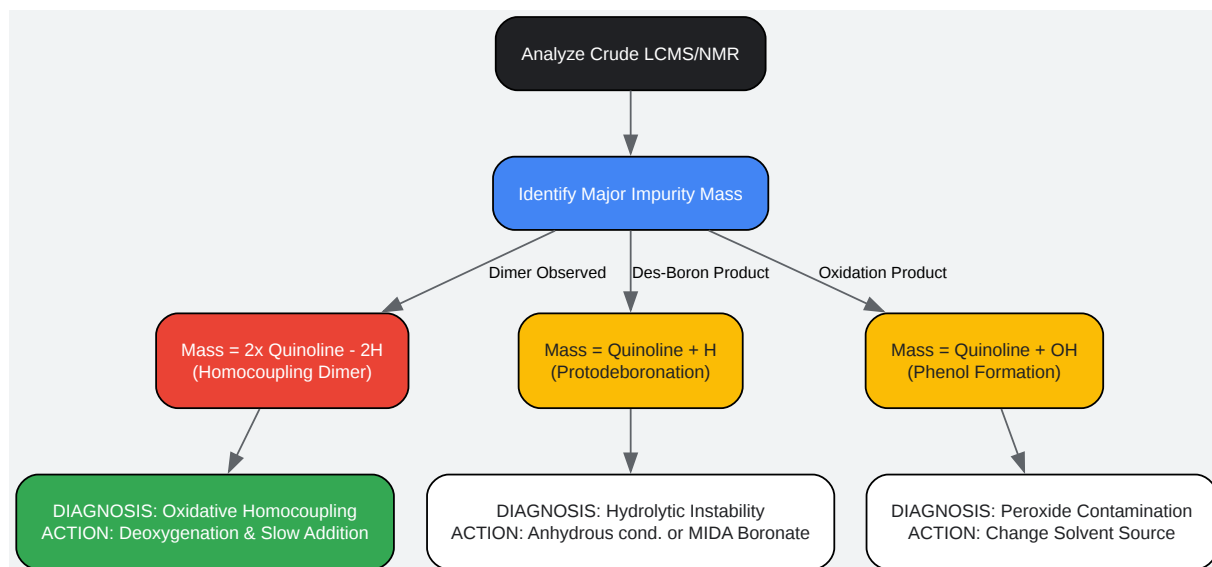 Analyze Crude LCMS/NMR
Identify Major Impurity Mass
Dimer Observed
Des-Boron Product
Oxidation Product
Mass = 2x Quinoline - 2H
(Homocoupling Dimer)
Mass = Quinoline + H
(Protodeboronation)
Mass = Quinoline + OH
(Phenol Formation)
DIAGNOSIS: Oxidative Homocoupling
ACTION: Deoxygenation & Slow Addition
DIAGNOSIS: Hydrolytic Instability
ACTION: Anhydrous cond. or MIDA Boronate
DIAGNOSIS: Peroxide Contamination
ACTION: Change Solvent Source